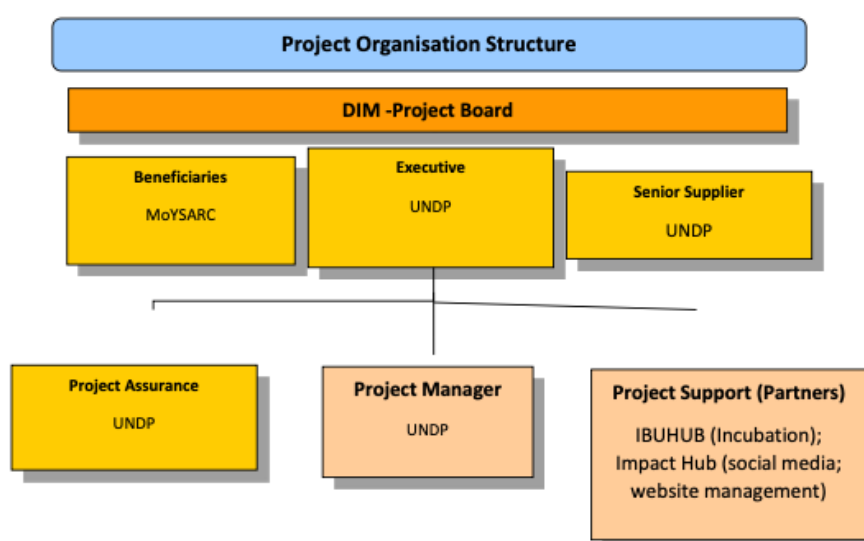 Project Organisation Structure
DIM -Project Board
Beneficiaries
MoYSARC
Executive
UNDP
Senior Supplier
UNDP
Project Assurance
UNDP
Project Manager
UNDP
Project Support (Partners)
IBUHUB (Incubation);
Impact Hub (social media;
website management)